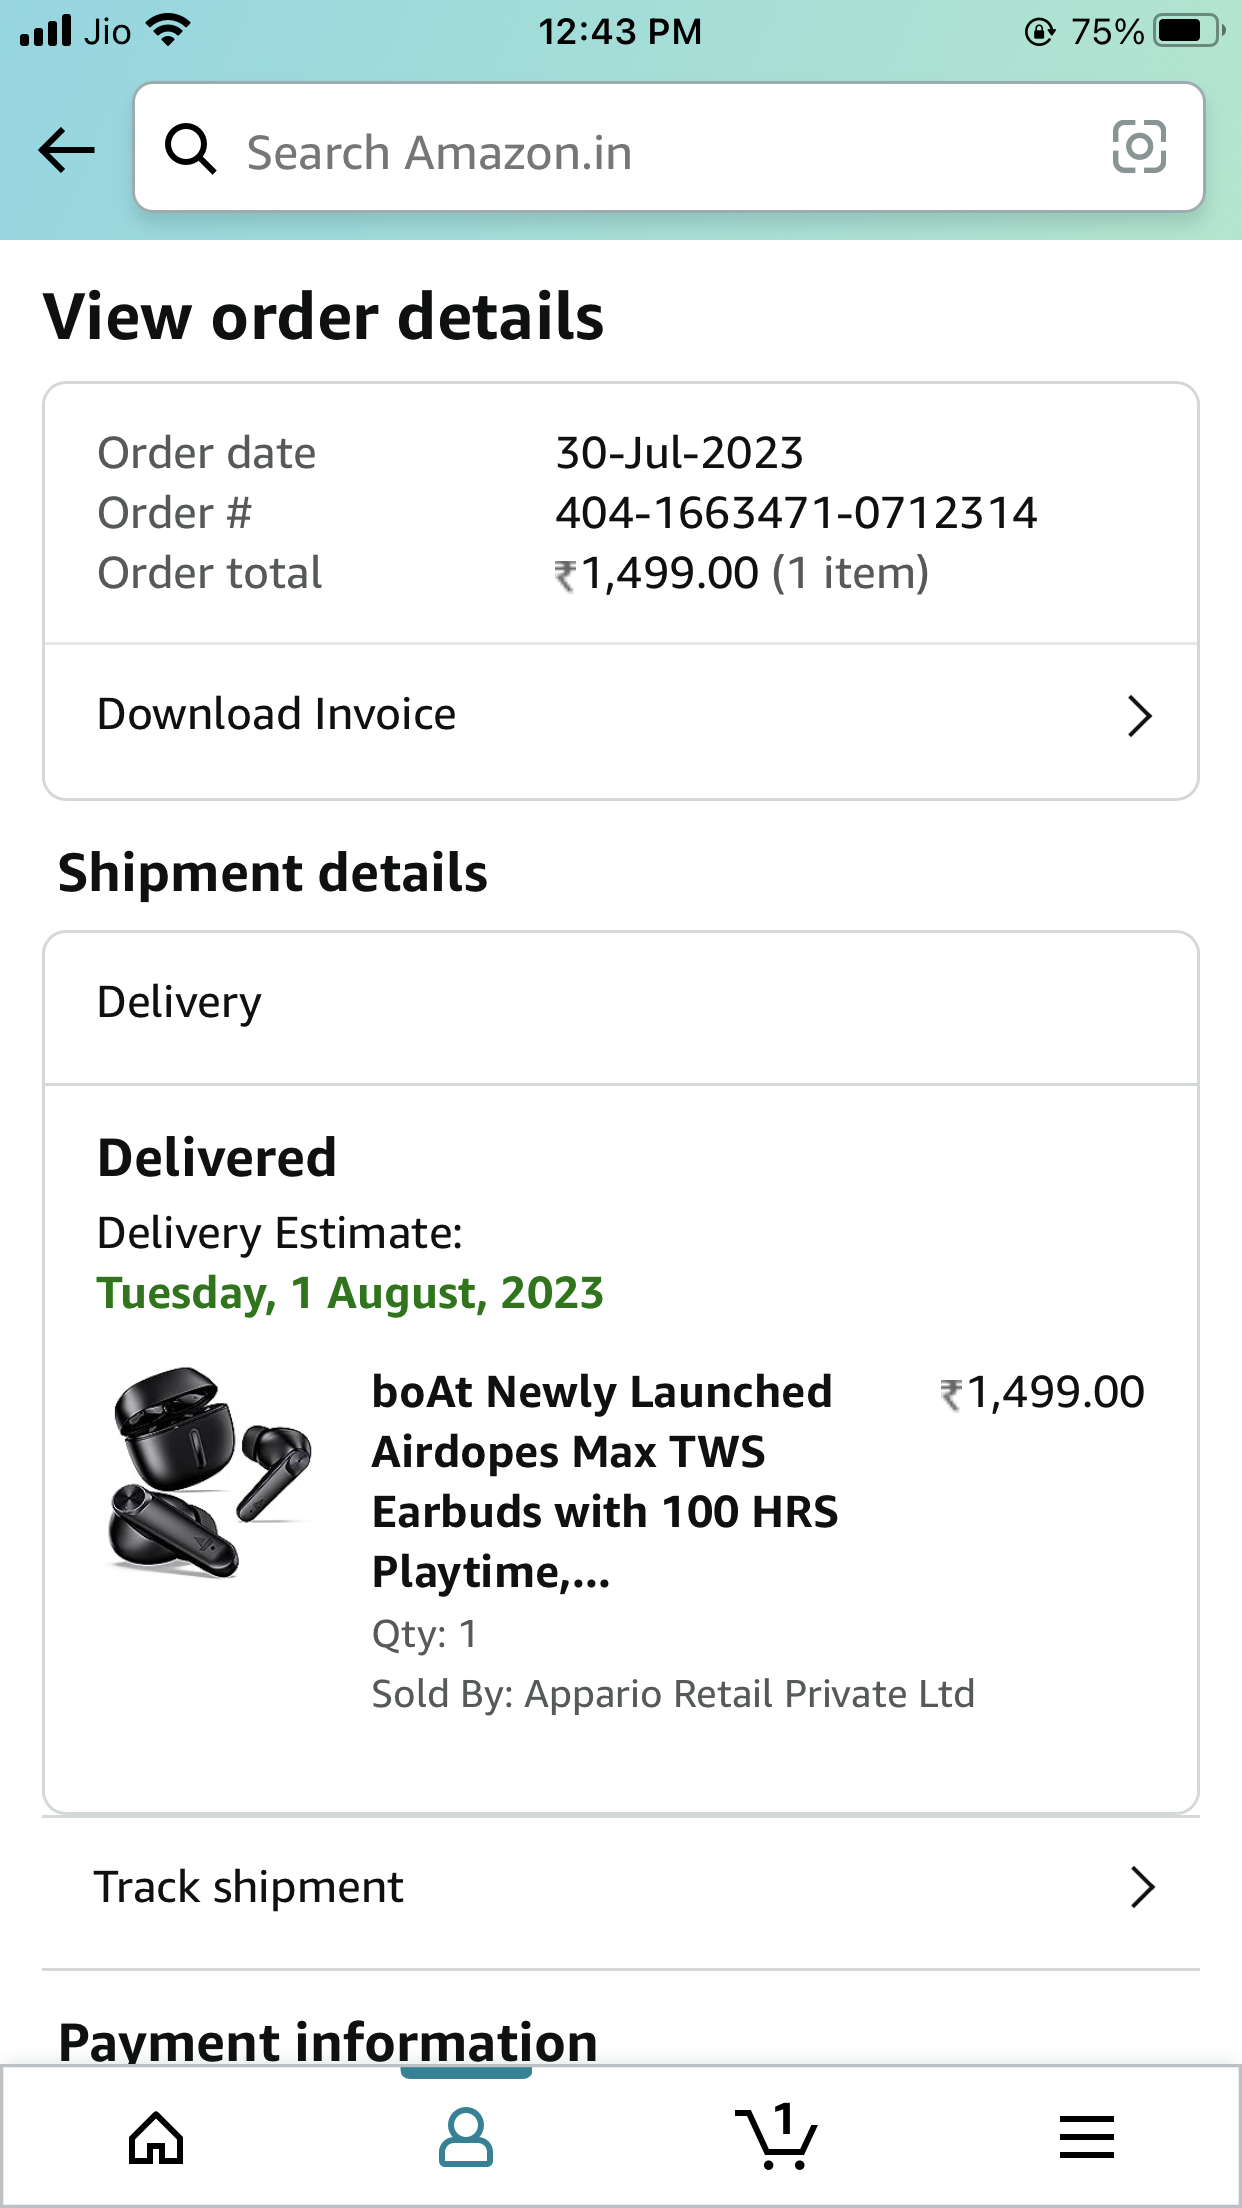 Jio 12:43 PM 75%
Search Amazon.in
View order details
Order date 30-Jul-2023
Order # 404-1663471-0712314
Order total ₹1,499.00 (1 item)
Download Invoice
Shipment details
Delivery
Delivered
Delivery Estimate:
Tuesday, 1 August, 2023
boAt Newly Launched ₹1,499.00
Airdopes Max TWS
Earbuds with 100 HRS
Playtime,...
Qty: 1
Sold By: Appario Retail Private Ltd
Track shipment
Payment information
1